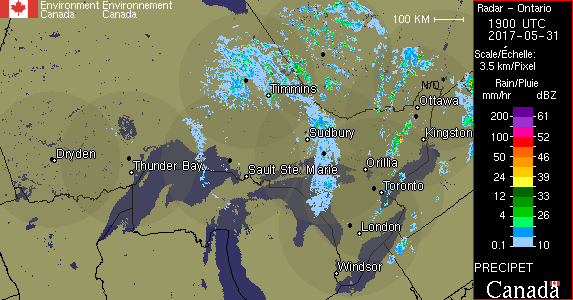 Environment Environnement
Canada Canada
100 KM
Timmins
N/D
Ottawa
Sudbury
Kingston
Dryden
Thunder Bay
Sault Ste. Marie
Orillia
Toronto
London
Windsor
Radar - Ontario
1900 UTC
2017-05-31
Scale/Échelle:
3.5 km/Pixel
Rain/Pluie
mm/hr dBZ
200 61
100 52
50 46
24 39
12 33
4 26
0.1 10
PRECIPET
Canada